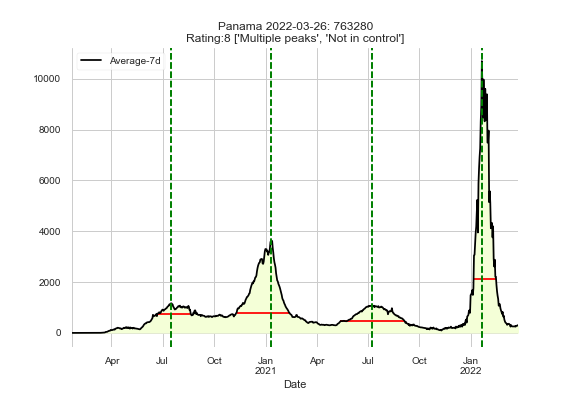 Panama 2022-03-26: 763280
Rating:8 ['Multiple peaks', 'Not in control']
Average-7d
10000
8000
6000
4000
2000
0
Apr
Jul
Oct
Jan
2021
Apr
Jul
Oct
Jan
2022
Date